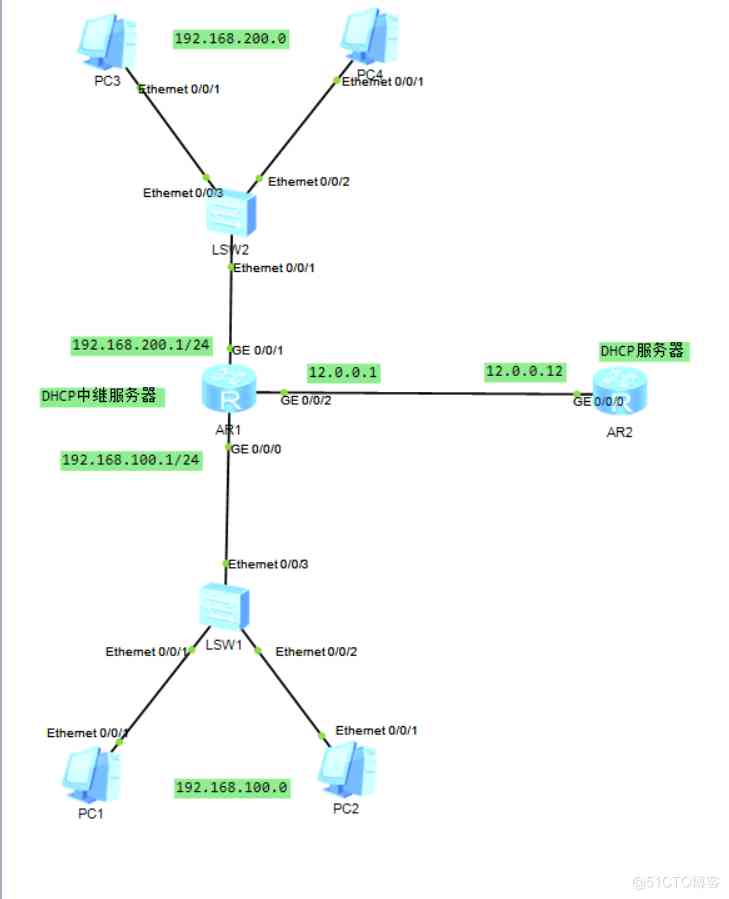 192.168.200.0
PC3
PC4
Ethernet 0/0/1
Ethernet 0/0/1
Ethernet 0/0/3
Ethernet 0/0/2
LSW2
Ethernet 0/0/1
192.168.200.1/24
GE 0/0/1
DHCP服务器
12.0.0.1
12.0.0.12
DHCP中继服务器
GE 0/0/2
GE 0/0/0
AR1
AR2
192.168.100.1/24
GE 0/0/0
Ethernet 0/0/3
LSW1
Ethernet 0/0/1
Ethernet 0/0/2
Ethernet 0/0/1
Ethernet 0/0/1
192.168.100.0
PC1
PC2
@51CTO博客